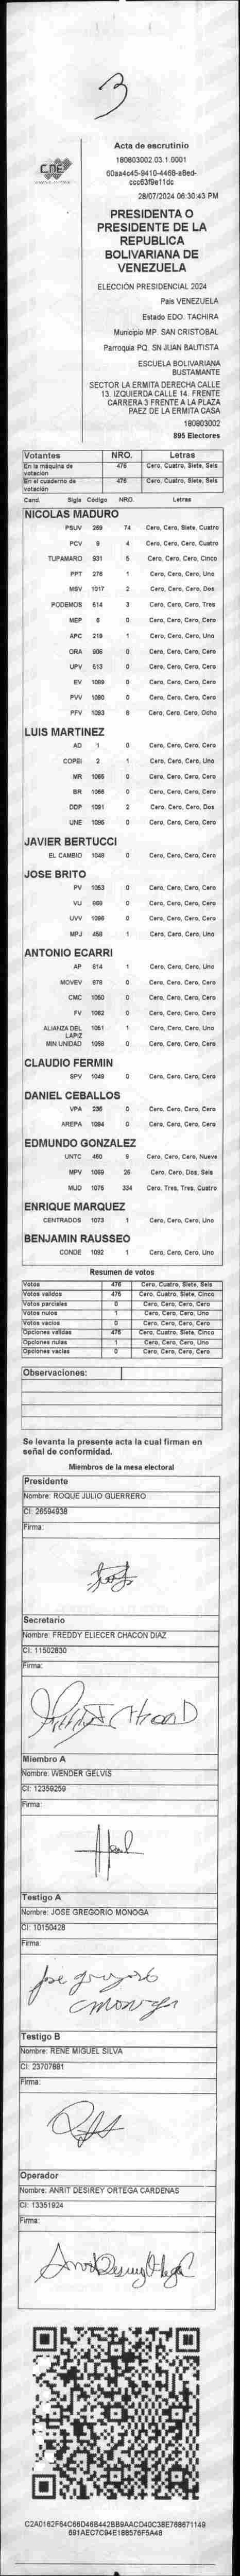 3
CNE
Acta de escrutinio
180803002.03.1.0001
28/07/2024 06:30:43 PM
PRESIDENTA O
PRESIDENTE DE LA
REPUBLICA
BOLIVARIANA DE
VENEZUELA
ELECCIÓN PRESIDENCIAL 2024
País VENEZUELA
Estado EDO. TACHIRA
Municipio MP. SAN CRISTOBAL
Parroquia PQ. SN JUAN BAUTISTA
ESCUELA BOLIVARIANA
BUSTAMANTE
SECTOR LA ERMITA DERECHA CALLE
13. IZQUIERDA CALLE 14. FRENTE
CARRERA 3 FRENTE A LA PLAZA
PAEZ DE LA ERMITA CASA
180803002
895 Electores
Votantes NRO. Letras
En la máquina de votación 476 Cero, Cuatro, Siete, Seis
En el cuaderno de votación 476 Cero, Cuatro, Siete, Seis
Cand. Sigla Código NRO. Letras
NICOLAS MADURO
PSUV 269 74 Cero, Cero, Siete, Cuatro
PCV 9 4 Cero, Cero, Cero, Cuatro
TUPAMARO 931 5 Cero, Cero, Cero, Cinco
PPT 276 1 Cero, Cero, Cero, Uno
MSV 1017 2 Cero, Cero, Cero, Dos
PODEMOS 614 3 Cero, Cero, Cero, Tres
MEP 6 0 Cero, Cero, Cero, Cero
APC 219 1 Cero, Cero, Cero, Uno
ORA 906 0 Cero, Cero, Cero, Cero
UPV 513 0 Cero, Cero, Cero, Cero
EV 1089 0 Cero, Cero, Cero, Cero
PVV 1090 0 Cero, Cero, Cero, Cero
PFV 1093 8 Cero, Cero, Cero, Ocho
LUIS MARTINEZ
AD 1 0 Cero, Cero, Cero, Cero
COPEI 2 1 Cero, Cero, Cero, Uno
MR 1065 0 Cero, Cero, Cero, Cero
BR 1066 0 Cero, Cero, Cero, Cero
DDP 1091 2 Cero, Cero, Cero, Dos
UNE 1095 0 Cero, Cero, Cero, Cero
JAVIER BERTUCCI
EL CAMBIO 1048 0 Cero, Cero, Cero, Cero
JOSE BRITO
PV 1053 0 Cero, Cero, Cero, Cero
VU 0 Cero, Cero, Cero, Cero
UVV 1096 0 Cero, Cero, Cero, Cero
MPJ 458 1 Cero, Cero, Cero, Uno
ANTONIO ECARRI
AP 814 1 Cero, Cero, Cero, Uno
MOVEV 978 0 Cero, Cero, Cero, Cero
CMC 1050 0 Cero, Cero, Cero, Cero
FV 1062 0 Cero, Cero, Cero, Cero
ALIANZA DEL LAPIZ 1051 1 Cero, Cero, Cero, Uno
MIN UNIDAD 1058 0 Cero, Cero, Cero, Cero
CLAUDIO FERMIN
SPV 1049 0 Cero, Cero, Cero, Cero
DANIEL CEBALLOS
VPA 236 0 Cero, Cero, Cero, Cero
AREPA 1094 0 Cero, Cero, Cero, Cero
EDMUNDO GONZALEZ
UNTC 460 9 Cero, Cero, Cero, Nueve
MPV 1069 26 Cero, Cero, Dos, Seis
MUD 1076 334 Cero, Tres, Tres, Cuatro
ENRIQUE MARQUEZ
CENTRADOS 1073 1 Cero, Cero, Cero, Uno
BENJAMIN RAUSSEO
CONDE 1092 1 Cero, Cero, Cero, Uno
Resumen de votos
Votos 476 Cero, Cuatro, Siete, Seis
Votos validos 475 Cero, Cuatro, Siete, Cinco
Votos parciales 0 Cero, Cero, Cero, Cero
Votos nulos 1 Cero, Cero, Cero, Uno
Votos vacios 0 Cero, Cero, Cero, Cero
Opciones validas 475 Cero, Cuatro, Siete, Cinco
Opciones nulas 1 Cero, Cero, Cero, Uno
Opciones vacias 0 Cero, Cero, Cero, Cero
Observaciones:
Se levanta la presente acta la cual firman en
señal de conformidad.
Miembros de la mesa electoral
Presidente
Nombre: ROQUE JULIO GUERRERO
CI: 26594938
Firma:
Secretario
Nombre: FREDDY ELIECER CHACON DIAZ
CI: 11502830
Firma:
Miembro A
Nombre: WENDER GELVIS
CI: 12359259
Firma:
Testigo A
Nombre: JOSE GREGORIO MONOGA
CI: 10150428
Firma:
Jose gregorio
Monoga
Testigo B
Nombre: RENE MIGUEL SILVA
CI: 23707881
Firma:
Operador
Nombre: ANRIT DESIREY ORTEGA CARDENAS
CI: 13351924
Firma: